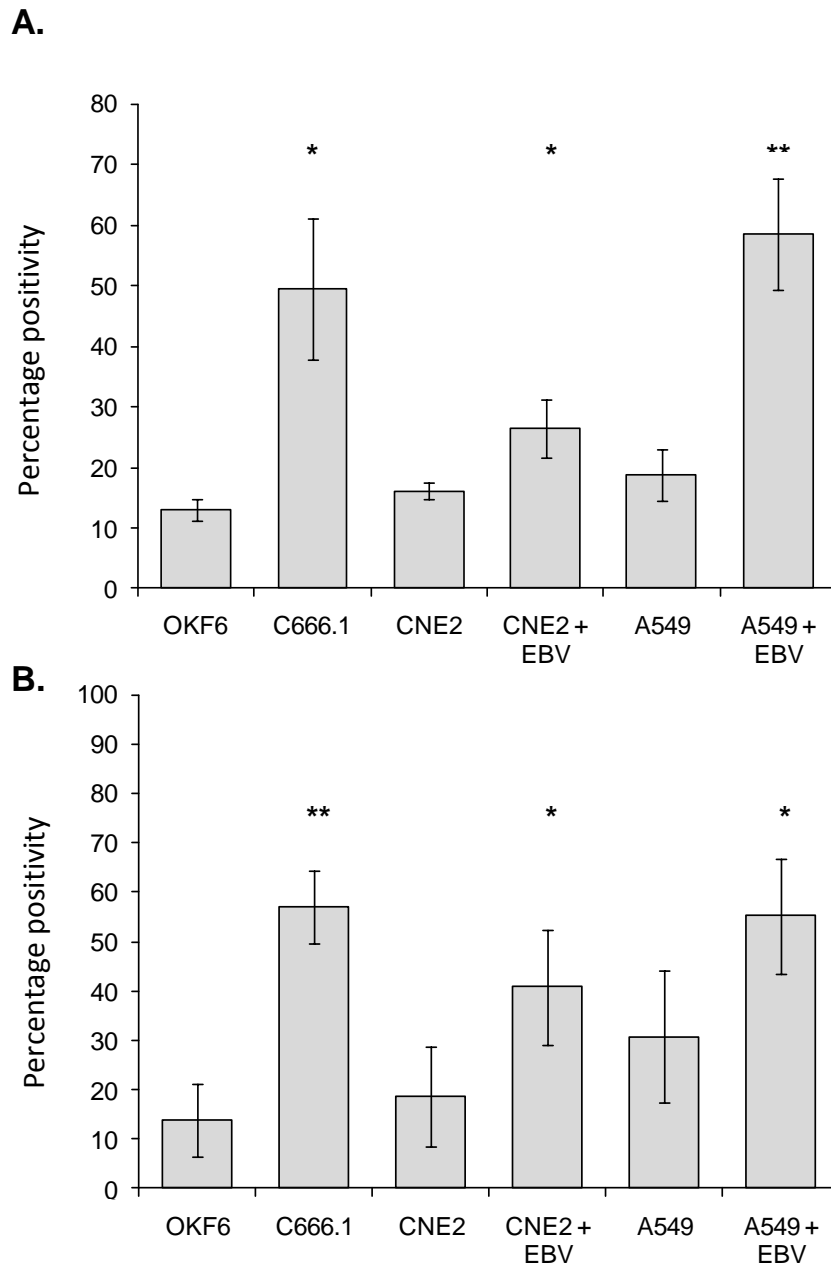 A.
80
70
60
50
40
30
20
10
0
Percentage positivity
* * **
OKF6 C666.1 CNE2 CNE2 + EBV A549 A549 + EBV
B.
100
90
80
70
60
50
40
30
20
10
0
Percentage positivity
** * *
OKF6 C666.1 CNE2 CNE2 + EBV A549 A549 + EBV